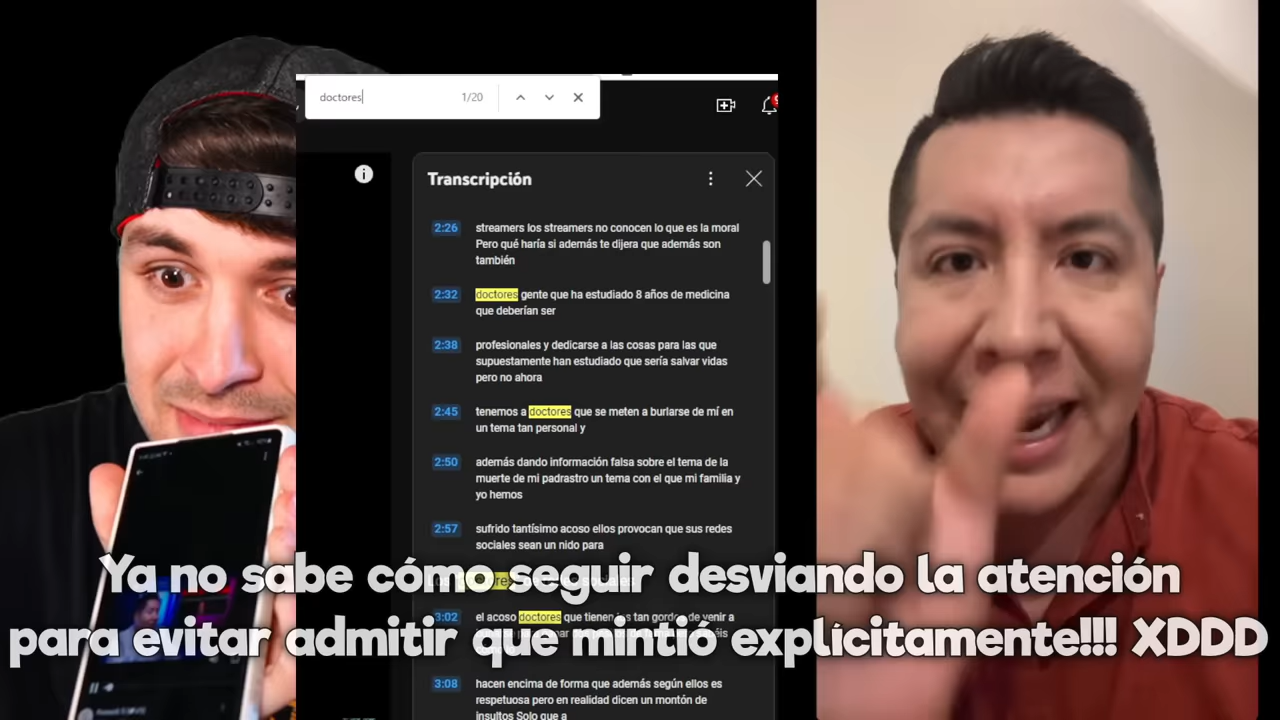 doctores
1/20
Transcripción
2:26
streamers los streamers no conocen lo que es la moral
Pero qué haría si además te dijera que además son
también
2:32
doctores gente que ha estudiado 8 años de medicina
que deberían ser
2:38
profesionales y dedicarse a las cosas para las que
supuestamente han estudiado que sería salvar vidas
pero no ahora
2:45
tenemos a doctores que se meten a burlarse de mí en
un tema tan personal y
2:50
además dando información falsa sobre el tema de la
muerte de mi padrastro un tema con el que mi familia y
yo hemos
2:57
sufrido tantísimo acoso ellos provocan que sus redes
sociales sean un nido para
Ya no sabe cómo seguir desviando la atención
3:02
el acoso doctores que tienen tan gordos de venir a
para evitar admitir que mintió explícitamente!!! XDDD
3:08
hacen encima de forma que además según ellos es
respetuosa pero en realidad dicen un montón de
insultos Solo que a